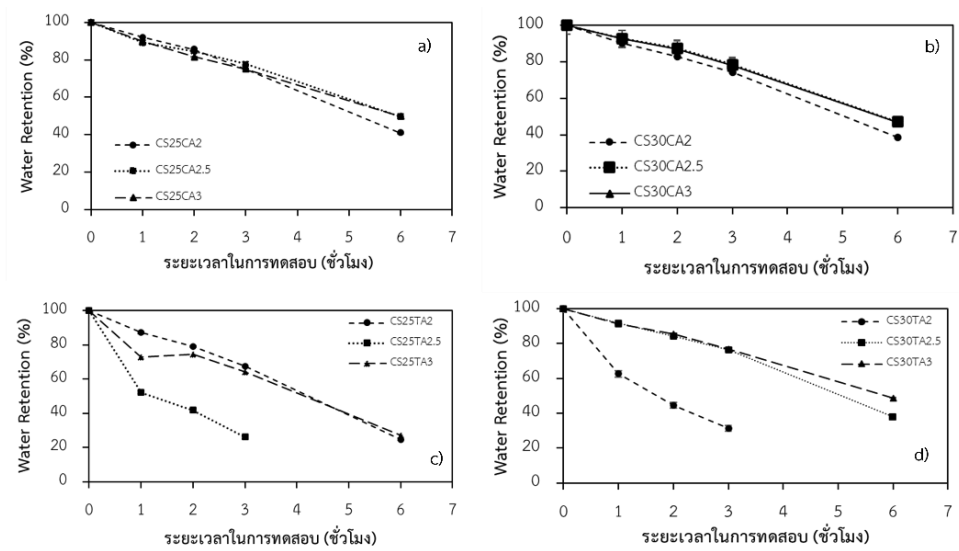 Water Retention (%)
100
80
60
40
20
0
a)
CS25CA2
CS25CA2.5
CS25CA3
0 1 2 3 4 5 6 7
ระยะเวลาในการทดสอบ (ชั่วโมง)
Water Retention (%)
100
80
60
40
20
0
b)
CS30CA2
CS30CA2.5
CS30CA3
0 1 2 3 4 5 6 7
ระยะเวลาในการทดสอบ (ชั่วโมง)
Water Retention (%)
100
80
60
40
20
0
CS25TA2
CS25TA2.5
CS25TA3
c)
0 1 2 3 4 5 6 7
ระยะเวลาในการทดสอบ (ชั่วโมง)
Water Retention (%)
100
80
60
40
20
0
CS30TA2
CS30TA2.5
CS30TA3
d)
0 1 2 3 4 5 6 7
ระยะเวลาในการทดสอบ (ชั่วโมง)